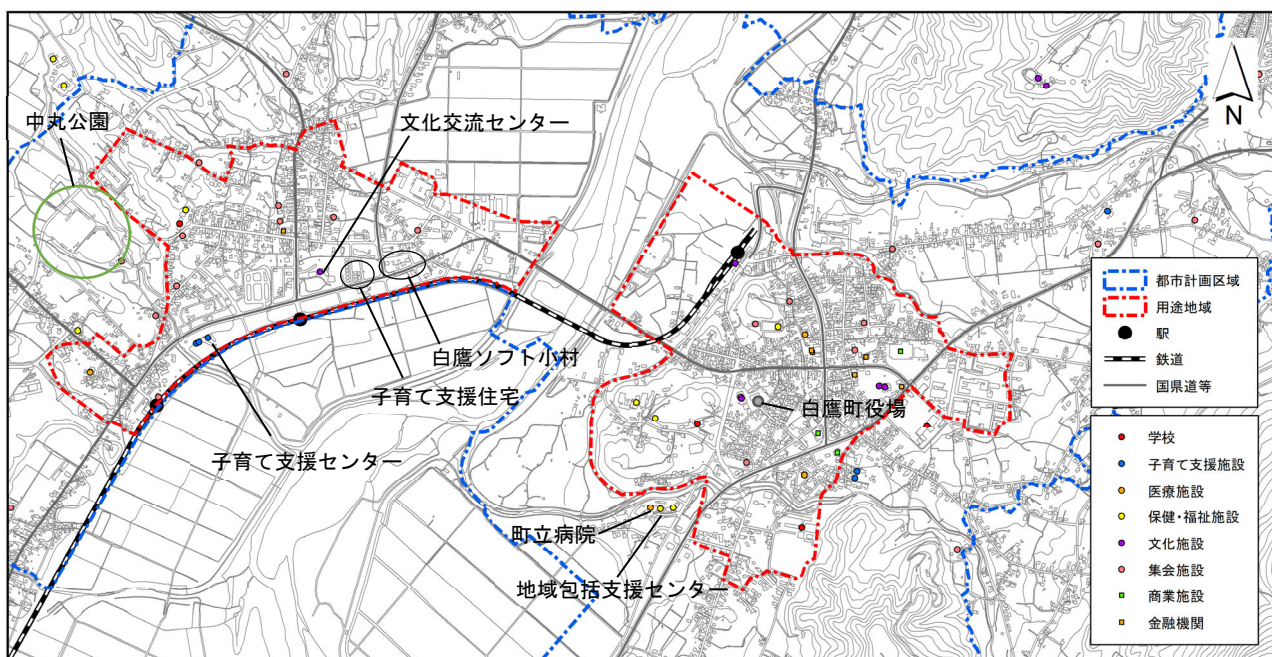 中丸公園
文化交流センター
N
白鷹ソフト小村
子育て支援住宅
子育て支援センター
白鷹町役場
町立病院
地域包括支援センター
都市計画区域
用途地域
駅
鉄道
国県道等
学校
子育て支援施設
医療施設
保健・福祉施設
文化施設
集会施設
商業施設
金融機関